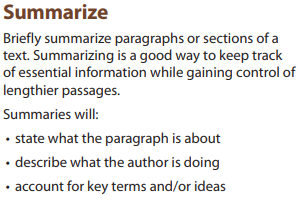 Summarize
Briefly summarize paragraphs or sections of a
text. Summarizing is a good way to keep track
of essential information while gaining control of
lengthier passages.
Summaries will:
• state what the paragraph is about
• describe what the author is doing
• account for key terms and/or ideas